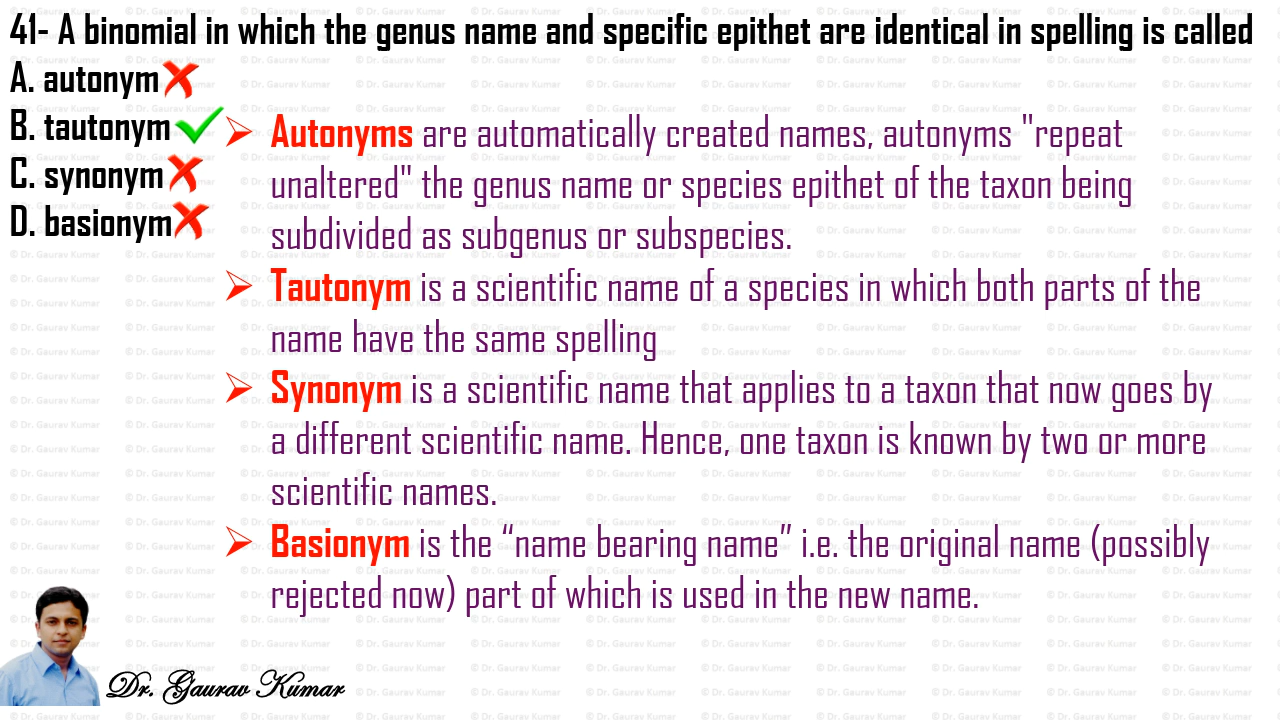 41- A binomial in which the genus name and specific epithet are identical in spelling is called
A. autonym
B. tautonym
C. synonym
D. basionym
Autonyms are automatically created names, autonyms "repeat
unaltered" the genus name or species epithet of the taxon being
subdivided as subgenus or subspecies.
Tautonym is a scientific name of a species in which both parts of the
name have the same spelling
Synonym is a scientific name that applies to a taxon that now goes by
a different scientific name. Hence, one taxon is known by two or more
scientific names.
Basionym is the “name bearing name” i.e. the original name (possibly
rejected now) part of which is used in the new name.
Dr. Gaurav Kumar
© Dr. Gaurav Kumar